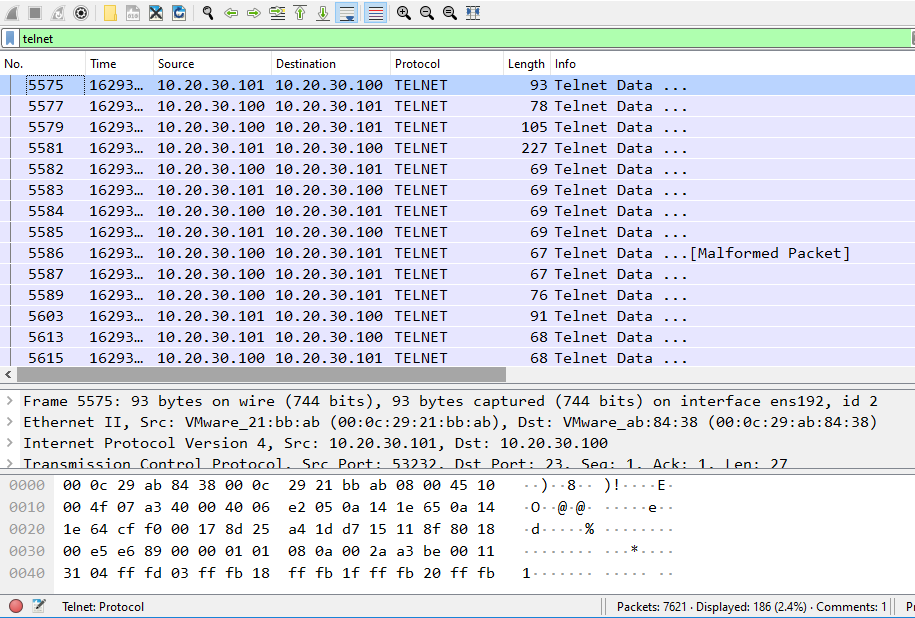 telnet
No. Time Source Destination Protocol Length Info
5575 16293… 10.20.30.101 10.20.30.100 TELNET 93 Telnet Data ...
5577 16293… 10.20.30.100 10.20.30.101 TELNET 78 Telnet Data ...
5579 16293… 10.20.30.100 10.20.30.101 TELNET 105 Telnet Data ...
5581 16293… 10.20.30.101 10.20.30.100 TELNET 227 Telnet Data ...
5582 16293… 10.20.30.100 10.20.30.101 TELNET 69 Telnet Data ...
5583 16293… 10.20.30.101 10.20.30.100 TELNET 69 Telnet Data ...
5584 16293… 10.20.30.100 10.20.30.101 TELNET 69 Telnet Data ...
5585 16293… 10.20.30.101 10.20.30.100 TELNET 69 Telnet Data ...
5586 16293… 10.20.30.100 10.20.30.101 TELNET 67 Telnet Data ...[Malformed Packet]
5587 16293… 10.20.30.101 10.20.30.100 TELNET 67 Telnet Data ...
5589 16293… 10.20.30.100 10.20.30.101 TELNET 76 Telnet Data ...
5603 16293… 10.20.30.101 10.20.30.100 TELNET 91 Telnet Data ...
5613 16293… 10.20.30.101 10.20.30.100 TELNET 68 Telnet Data ...
5615 16293… 10.20.30.100 10.20.30.101 TELNET 68 Telnet Data ...
Frame 5575: 93 bytes on wire (744 bits), 93 bytes captured (744 bits) on interface ens192, id 2
Ethernet II, Src: VMware_21:bb:ab (00:0c:29:21:bb:ab), Dst: VMware_ab:84:38 (00:0c:29:ab:84:38)
Internet Protocol Version 4, Src: 10.20.30.101, Dst: 10.20.30.100
Transmission Control Protocol, Src Port: 53232, Dst Port: 23, Seq: 1, Ack: 1, Len: 27
0000 00 0c 29 ab 84 38 00 0c 29 21 bb ab 08 00 45 10 ··)··8·· )!····E·
0010 00 4f 07 a3 40 00 40 06 e2 05 0a 14 1e 65 0a 14 ·O··@·@· ·····e··
0020 1e 64 cf f0 00 17 8d 25 a4 1d d7 15 11 8f 80 18 ·d·····% ········
0030 00 e5 e6 89 00 00 01 01 08 0a 00 2a a3 be 00 11 ········ ···*····
0040 31 04 ff fd 03 ff fb 18 ff fb 1f ff fb 20 ff fb 1······· ····· ··
Telnet: Protocol Packets: 7621 · Displayed: 186 (2.4%) · Comments: 1